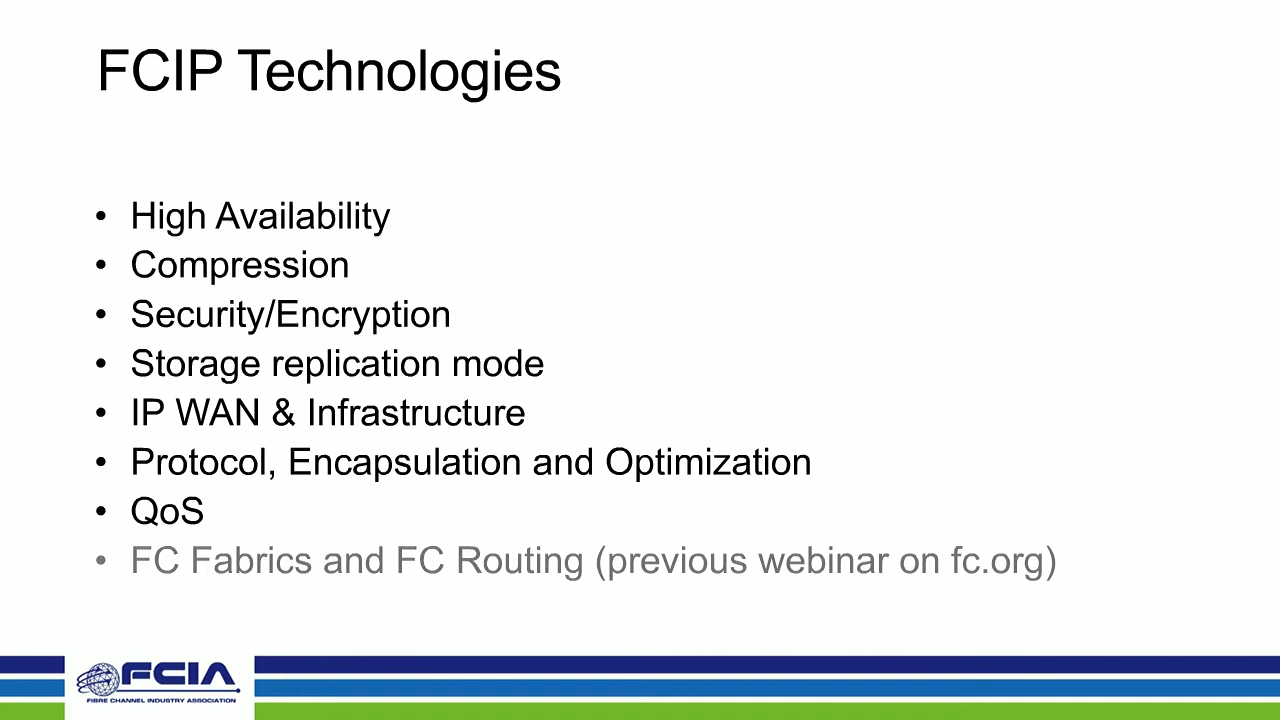 FCIP Technologies
• High Availability
• Compression
• Security/Encryption
• Storage replication mode
• IP WAN & Infrastructure
• Protocol, Encapsulation and Optimization
• QoS
• FC Fabrics and FC Routing (previous webinar on fc.org)
FCIA
FIBRE CHANNEL INDUSTRY ASSOCIATION